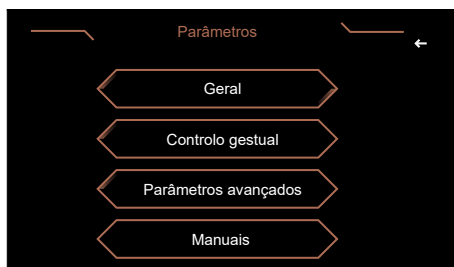 Parâmetros
Geral
Controlo gestual
Parâmetros avançados
Manuais